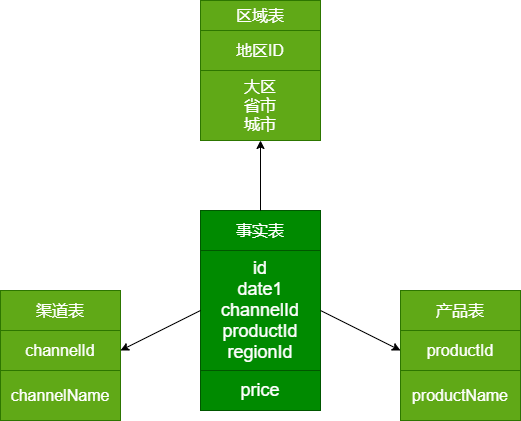 区域表
地区ID
大区
省市
城市
事实表
id
date1
channelId
productId
regionId
price
渠道表
channelId
channelName
产品表
productId
productName